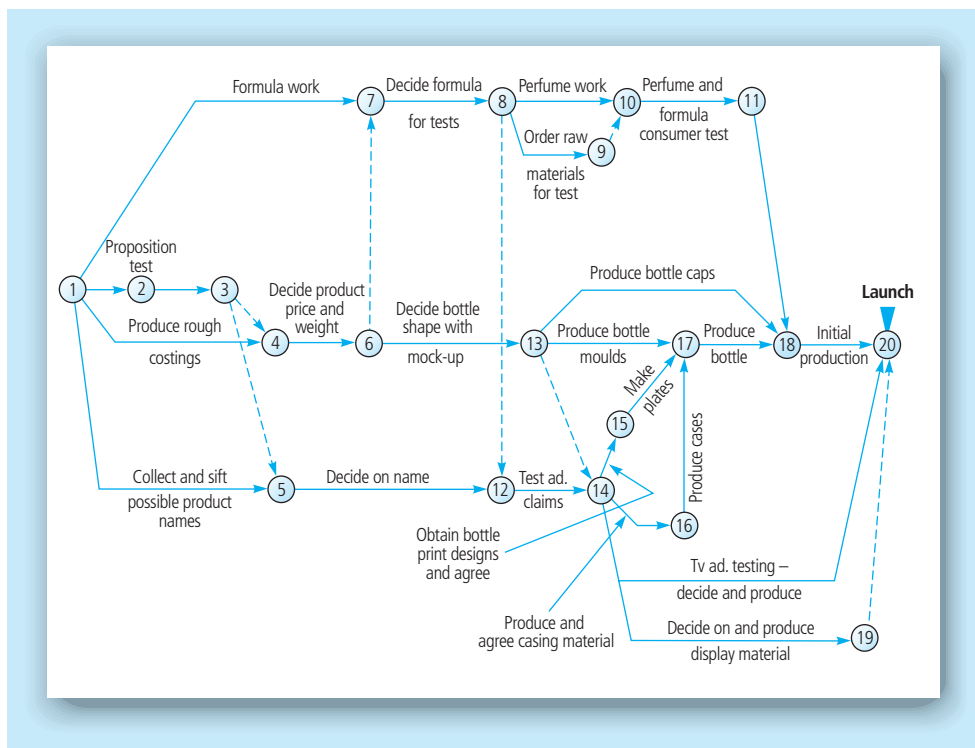 Formula work
7
Decide formula
for tests
8
Perfume work
10
Perfume and
formula
consumer test
11
Order raw
materials
for test
9
1
Proposition
test
2
3
Produce rough
costings
4
Decide product
price and
weight
6
Decide bottle
shape with
mock-up
13
Produce bottle caps
Produce bottle
moulds
17
Produce
bottle
18
Initial
production
Launch
20
Make
plates
15
Produce cases
Collect and sift
possible product
names
5
Decide on name
12
Test ad.
claims
14
16
Obtain bottle
print designs
and agree
Produce and
agree casing material
Tv ad. testing –
decide and produce
Decide on and produce
display material
19